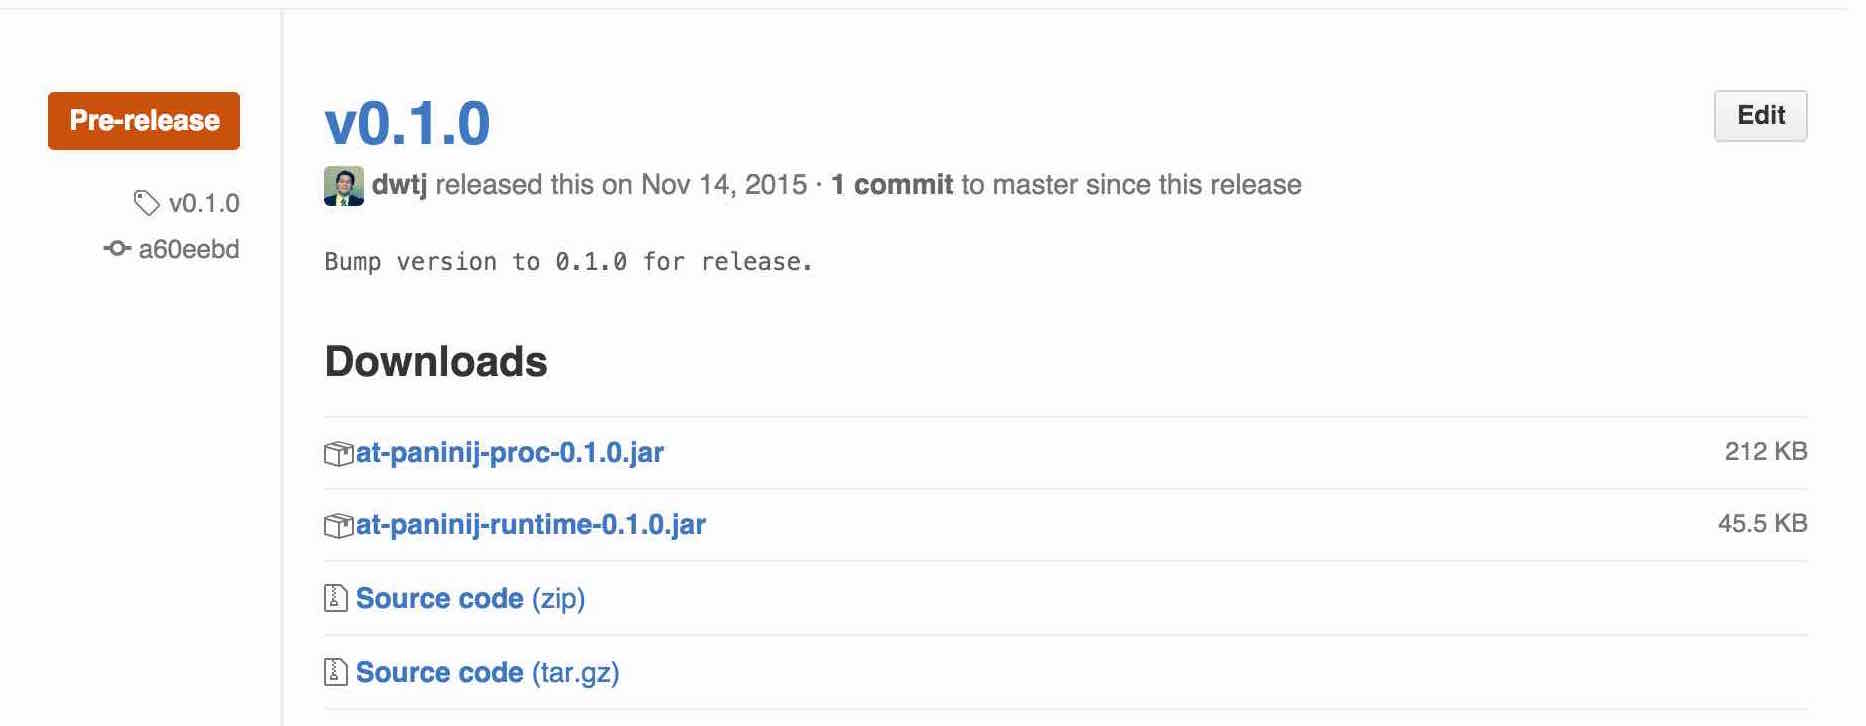 Pre-release
v0.1.0
a60eebd
v0.1.0
Edit
dwtj released this on Nov 14, 2015 · 1 commit to master since this release
Bump version to 0.1.0 for release.
Downloads
at-paninij-proc-0.1.0.jar 212 KB
at-paninij-runtime-0.1.0.jar 45.5 KB
Source code (zip)
Source code (tar.gz)